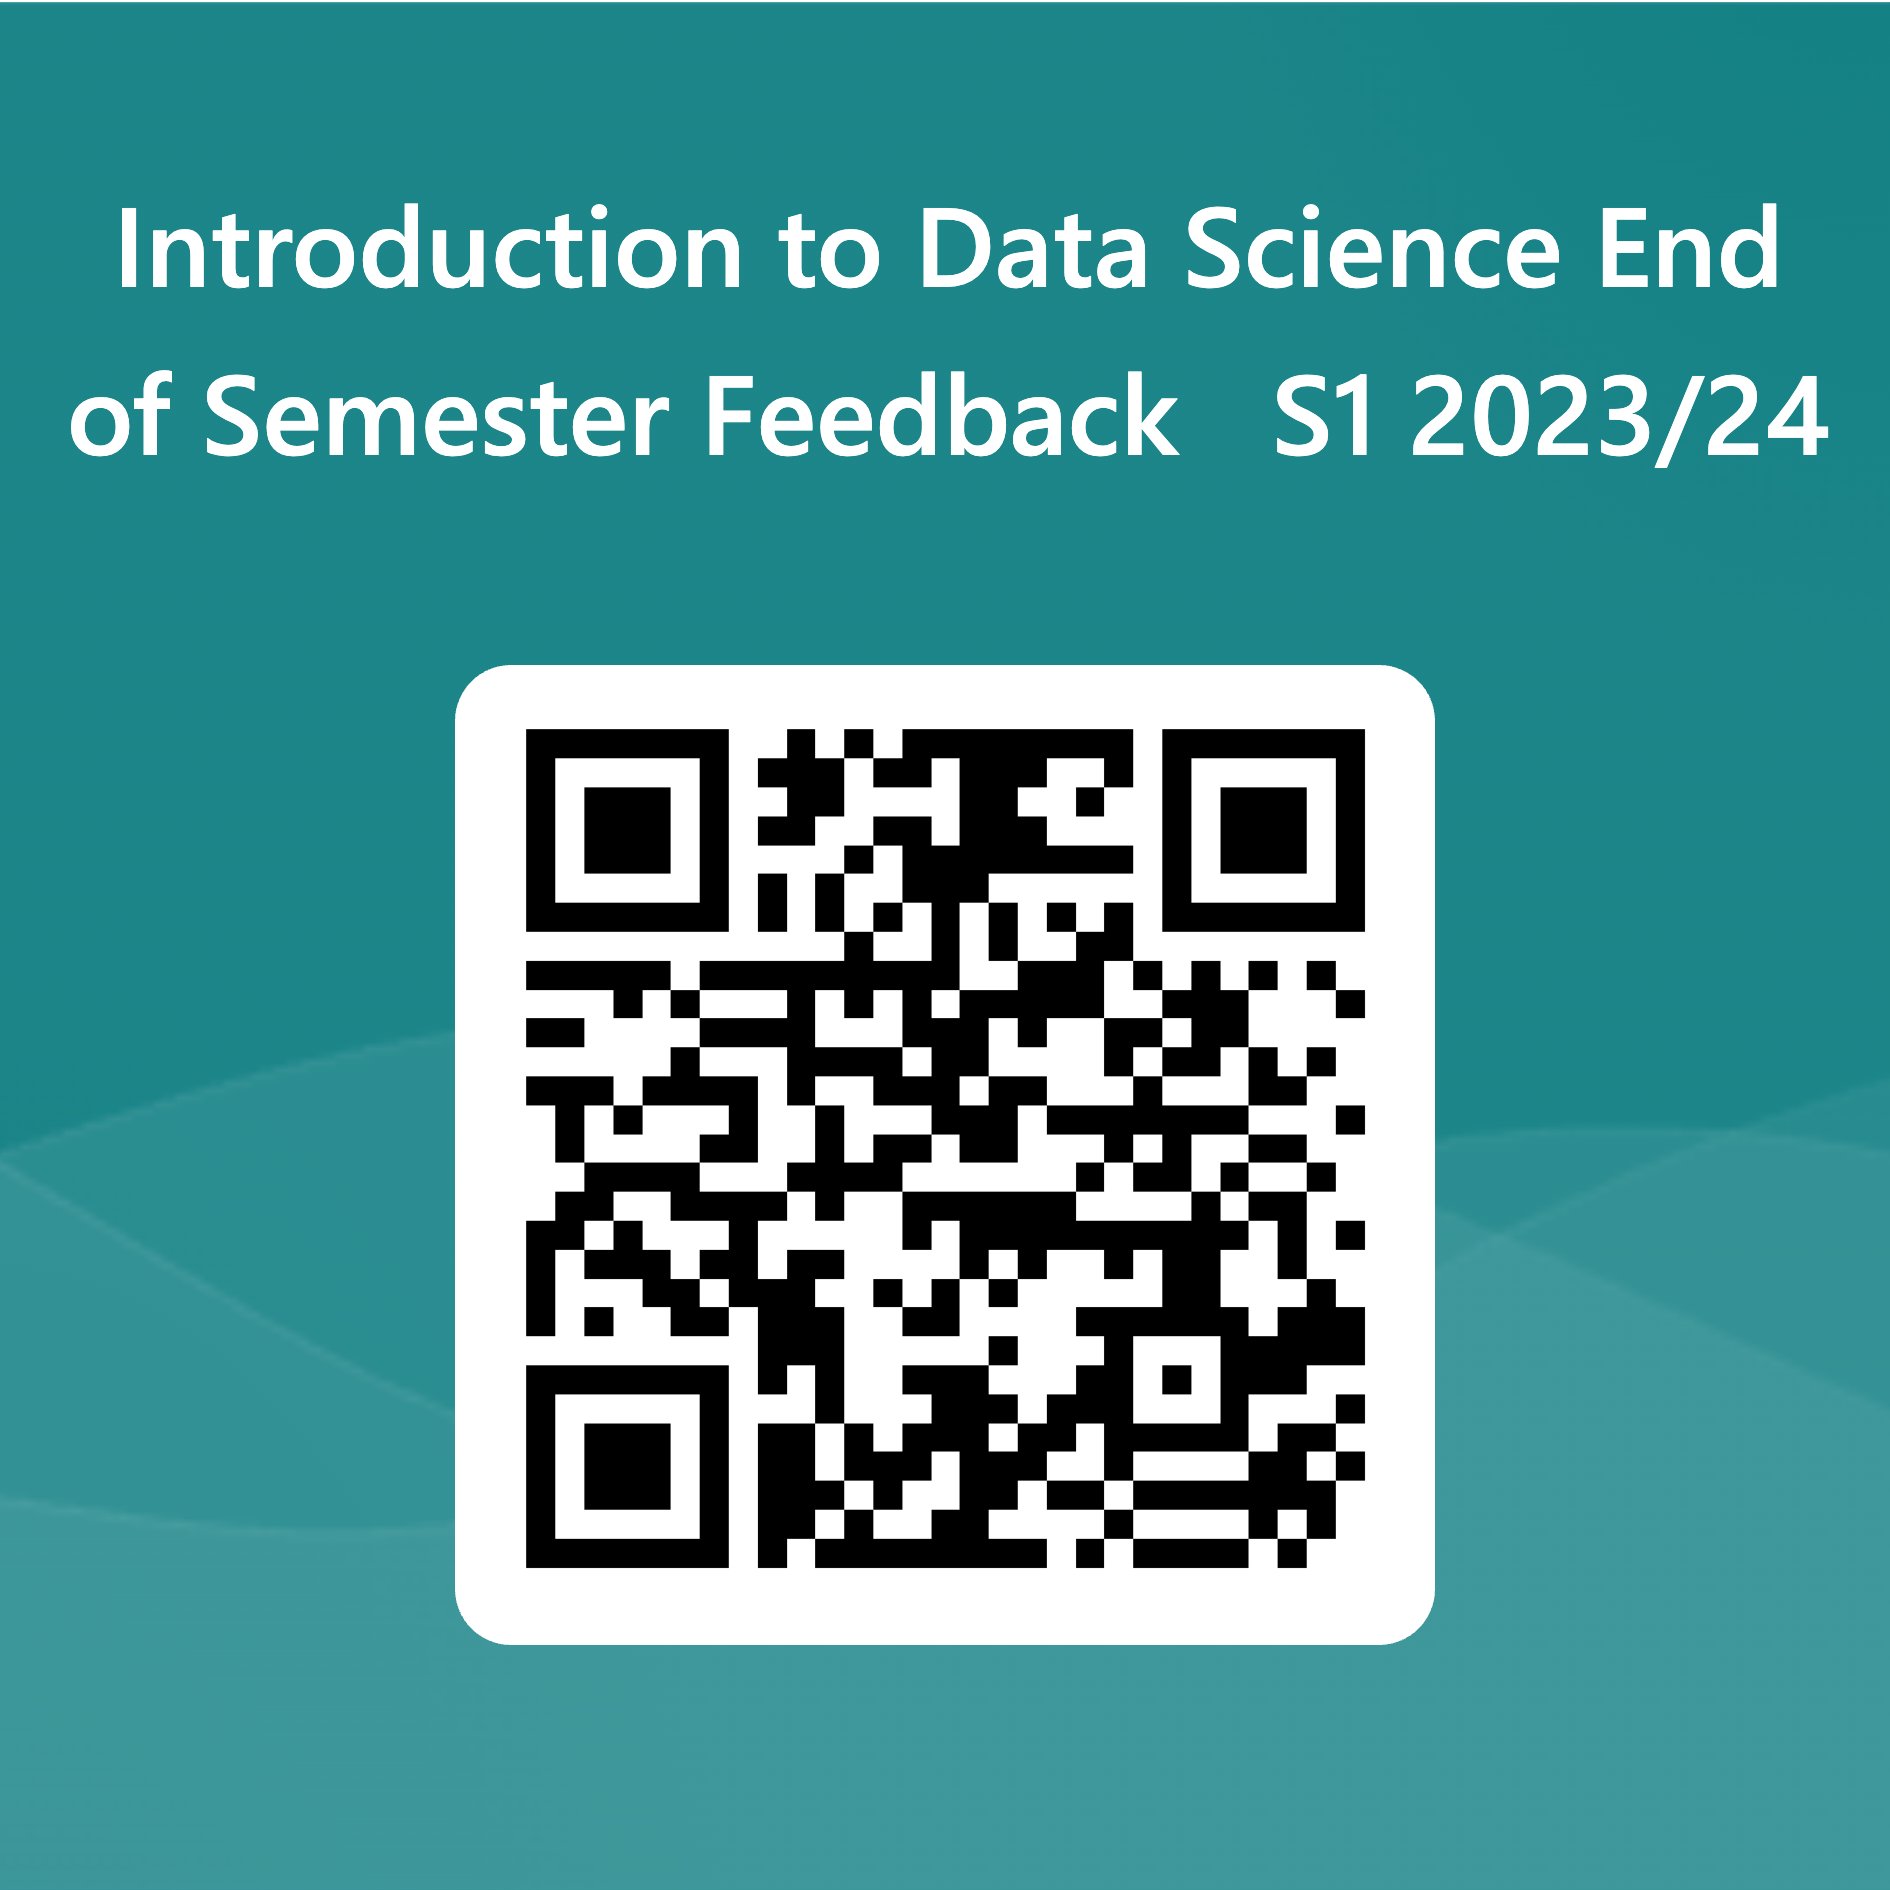 Introduction to Data Science End
of Semester Feedback   S1 2023/24